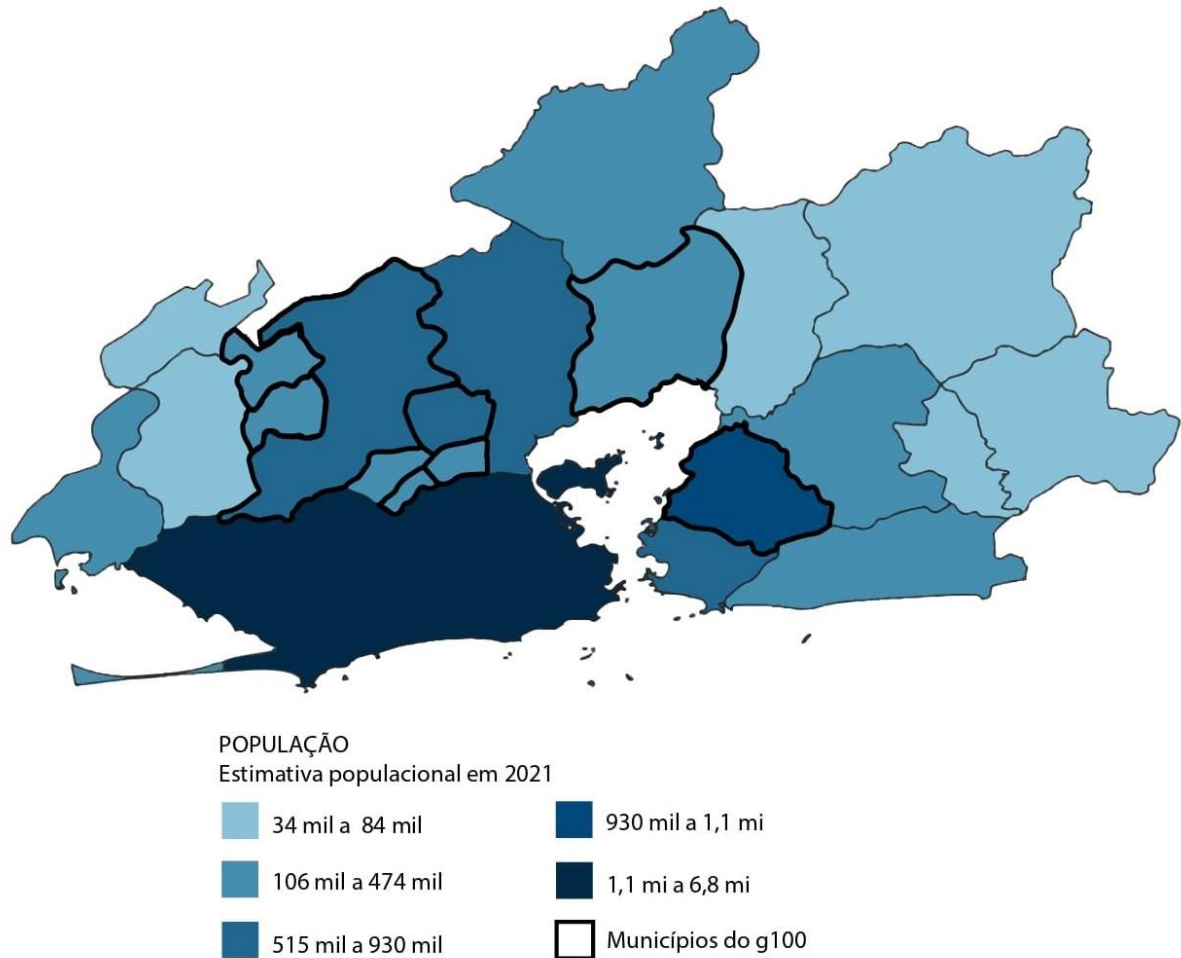 POPULAÇÃO
Estimativa populacional em 2021
34 mil a 84 mil
106 mil a 474 mil
515 mil a 930 mil
930 mil a 1,1 mi
1,1 mi a 6,8 mi
Municípios do g100